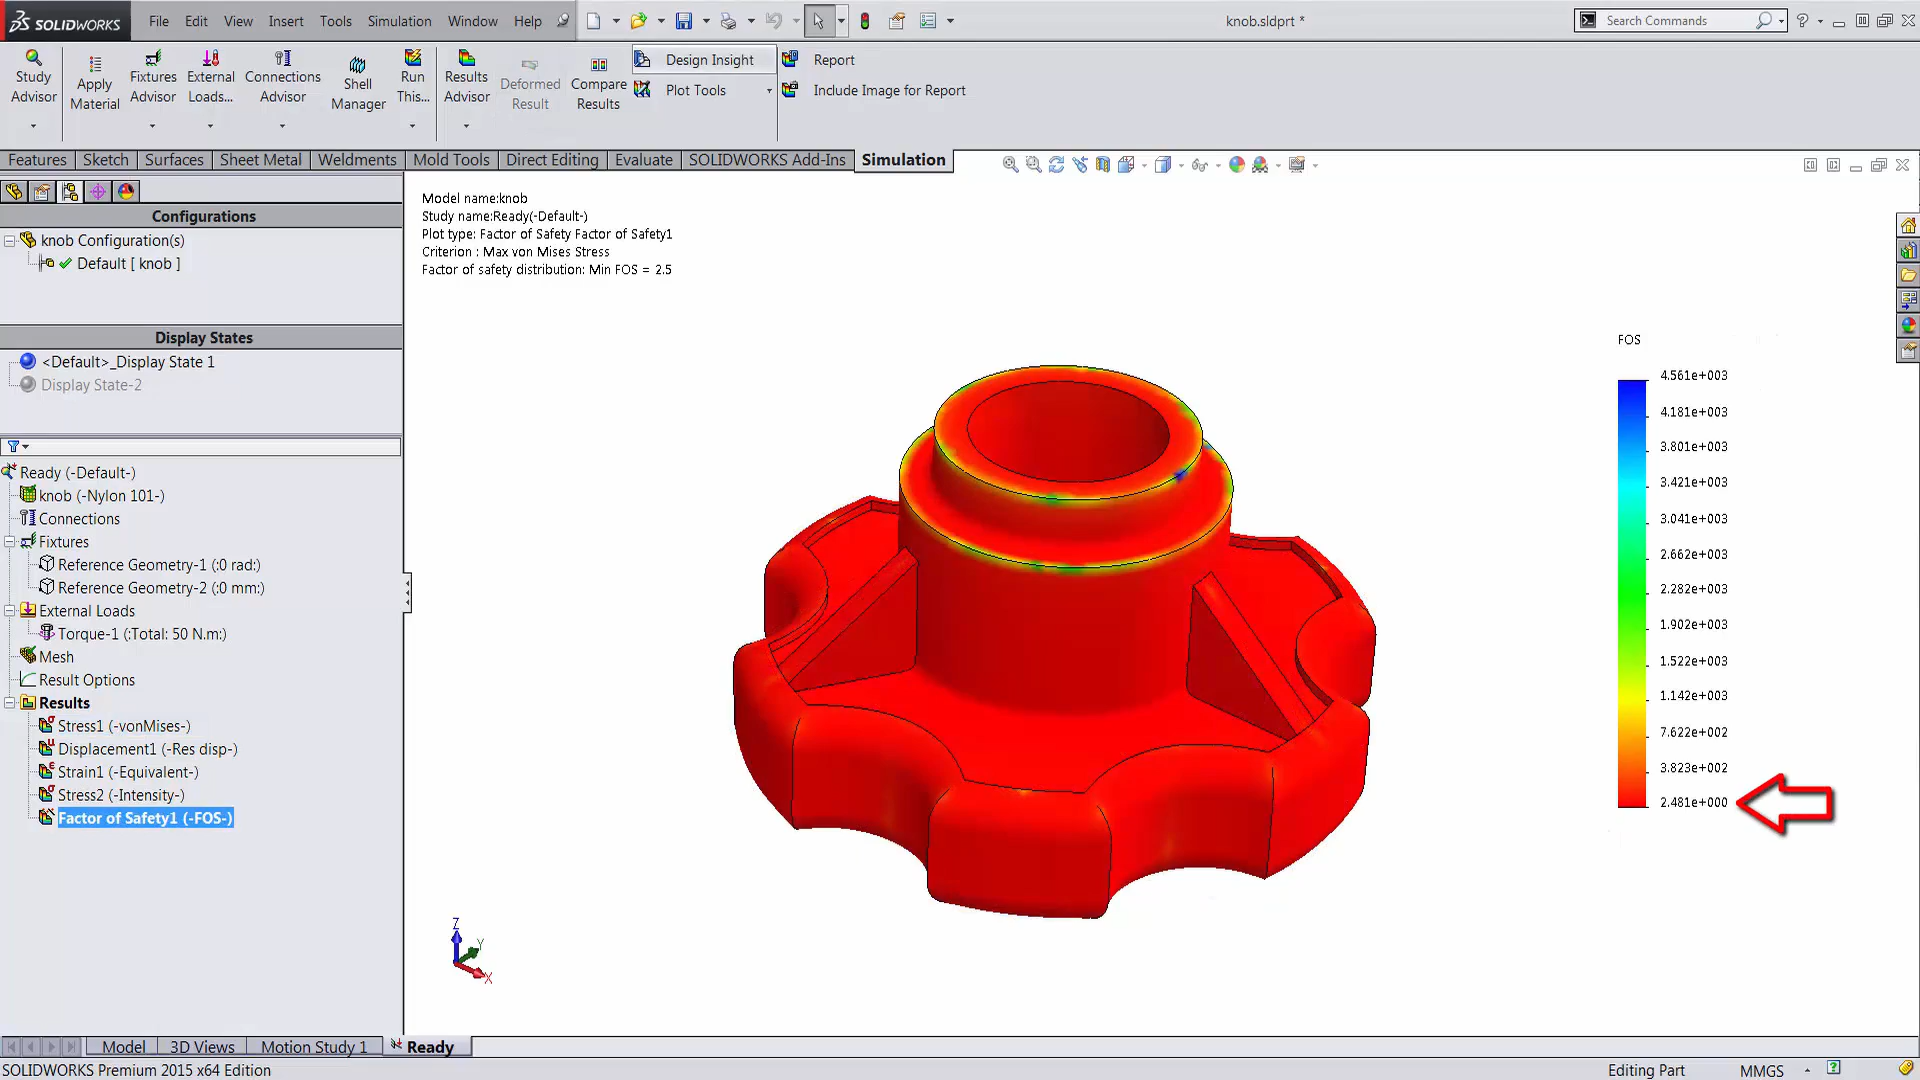 SOLIDWORKS
File Edit View Insert Tools Simulation Window Help
knob.sldprt *
Search Commands
Study Advisor
Apply Material
Fixtures Advisor
External Loads...
Connections Advisor
Shell Manager
Run This...
Results Advisor
Deformed Result
Compare Results
Design Insight
Plot Tools
Report
Include Image for Report
Features Sketch Surfaces Sheet Metal Weldments Mold Tools Direct Editing Evaluate SOLIDWORKS Add-Ins Simulation
Configurations
knob Configuration(s)
Default [ knob ]
Display States
<Default>_Display State 1
Display State-2
Ready (-Default-)
knob (-Nylon 101-)
Connections
Fixtures
Reference Geometry-1 (:0 rad:)
Reference Geometry-2 (:0 mm:)
External Loads
Torque-1 (:Total: 50 N.m:)
Mesh
Result Options
Results
Stress1 (-vonMises-)
Displacement1 (-Res disp-)
Strain1 (-Equivalent-)
Stress2 (-Intensity-)
Factor of Safety1 (-FOS-)
Model name:knob
Study name:Ready(-Default-)
Plot type: Factor of Safety Factor of Safety1
Criterion : Max von Mises Stress
Factor of safety distribution: Min FOS = 2.5
FOS
4.561e+003
4.181e+003
3.801e+003
3.421e+003
3.041e+003
2.662e+003
2.282e+003
1.902e+003
1.522e+003
1.142e+003
7.622e+002
3.823e+002
2.481e+000
Z
Y
X
Model 3D Views Motion Study 1 Ready
SOLIDWORKS Premium 2015 x64 Edition
Editing Part
MMGS